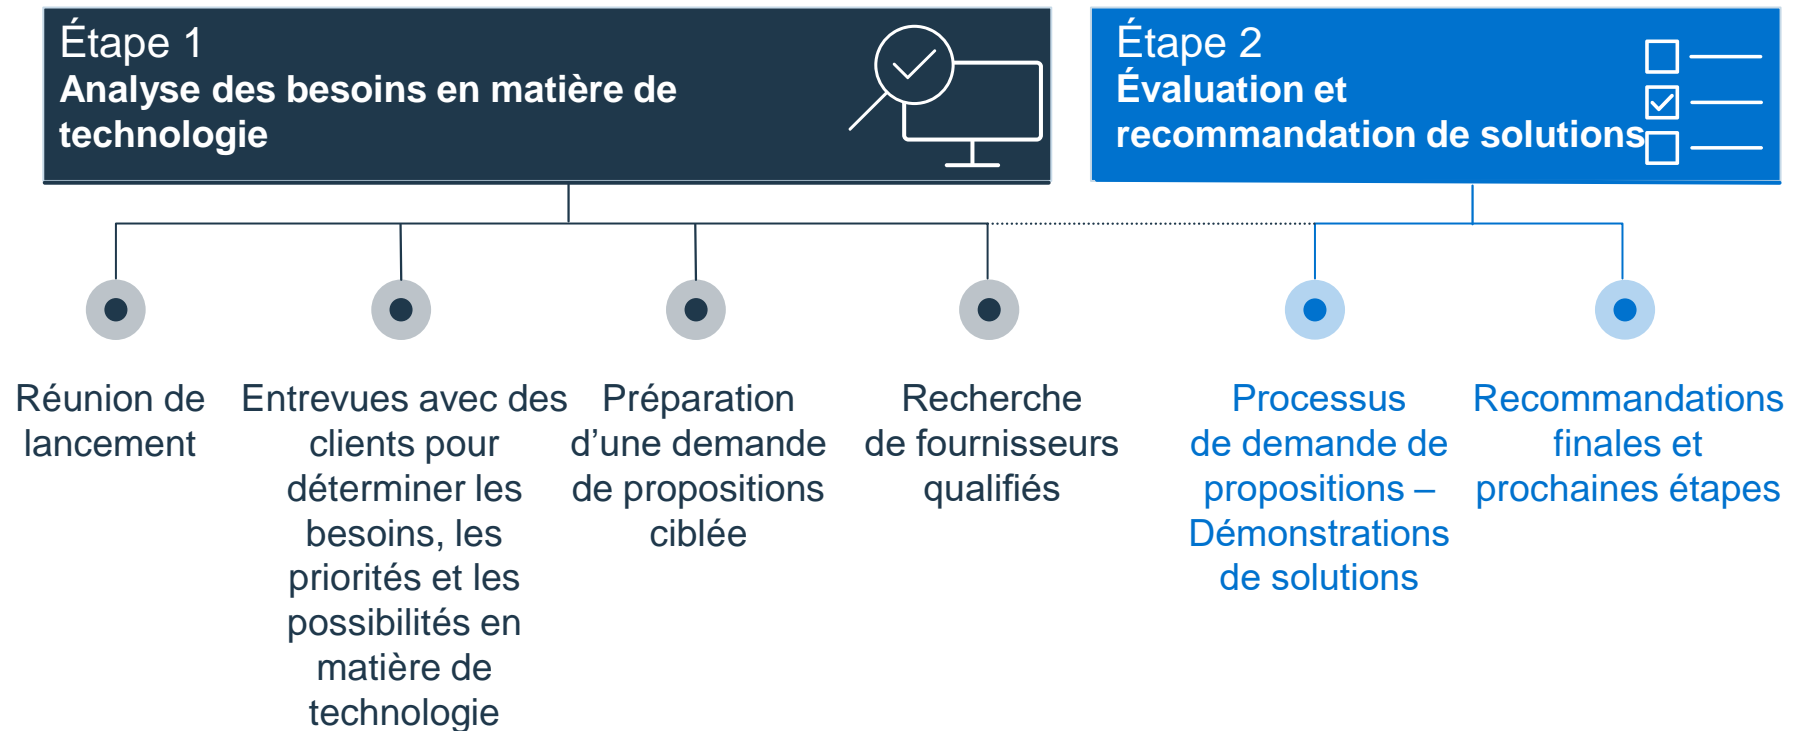 Étape 1
Analyse des besoins en matière de
technologie
Étape 2
Évaluation et
recommandation de solutions
Réunion de
lancement
Entrevues avec des
clients pour
déterminer les
besoins, les
priorités et les
possibilités en
matière de
technologie
Préparation
d’une demande
de propositions
ciblée
Recherche
de fournisseurs
qualifiés
Processus
de demande de
propositions –
Démonstrations
de solutions
Recommandations
finales et
prochaines étapes